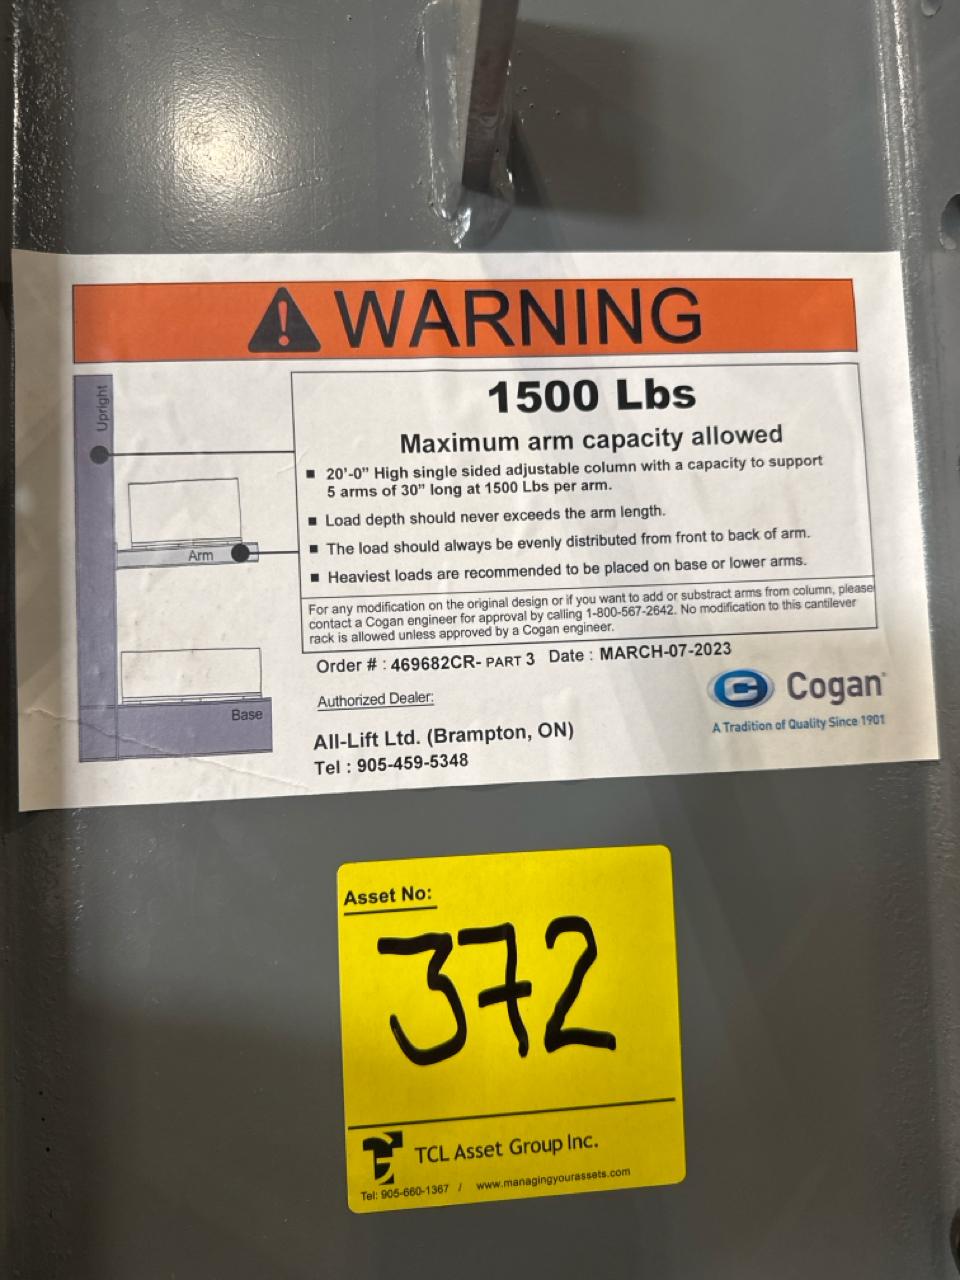 WARNING
Upright
1500 Lbs
Maximum arm capacity allowed
▪ 20'-0" High single sided adjustable column with a capacity to support
5 arms of 30" long at 1500 Lbs per arm.
▪ Load depth should never exceeds the arm length.
Arm
▪ The load should always be evenly distributed from front to back of arm.
▪ Heaviest loads are recommended to be placed on base or lower arms.
For any modification on the original design or if you want to add or substract arms from column, please
contact a Cogan engineer for approval by calling 1-800-567-2642. No modification to this cantilever
rack is allowed unless approved by a Cogan engineer.
Order # : 469682CR- PART 3 Date : MARCH-07-2023
Base
Authorized Dealer:
Cogan
A Tradition of Quality Since 1901
All-Lift Ltd. (Brampton, ON)
Tel : 905-459-5348
Asset No:
372
TCL Asset Group Inc.
Tel: 905-660-1367 / www.managingyourassets.com